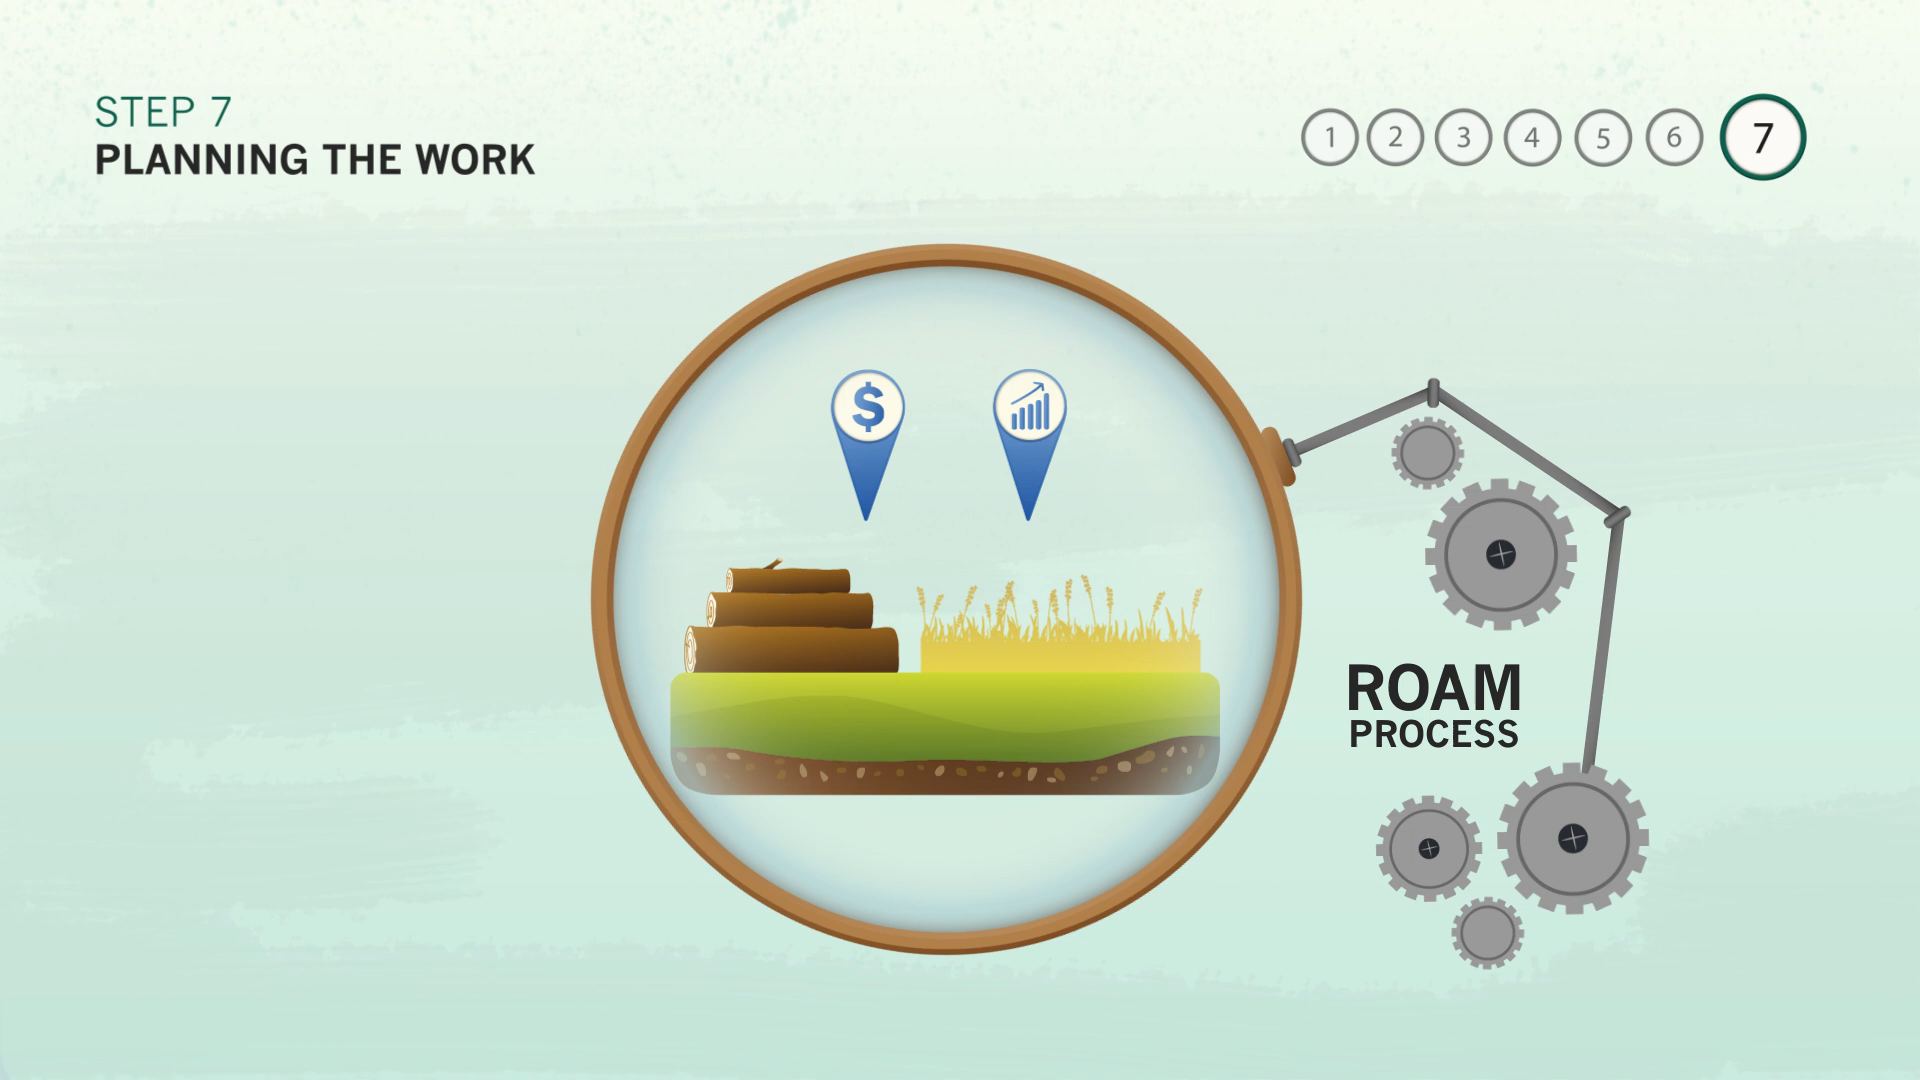 STEP 7
PLANNING THE WORK
1 2 3 4 5 6 7
$
ROAM
PROCESS